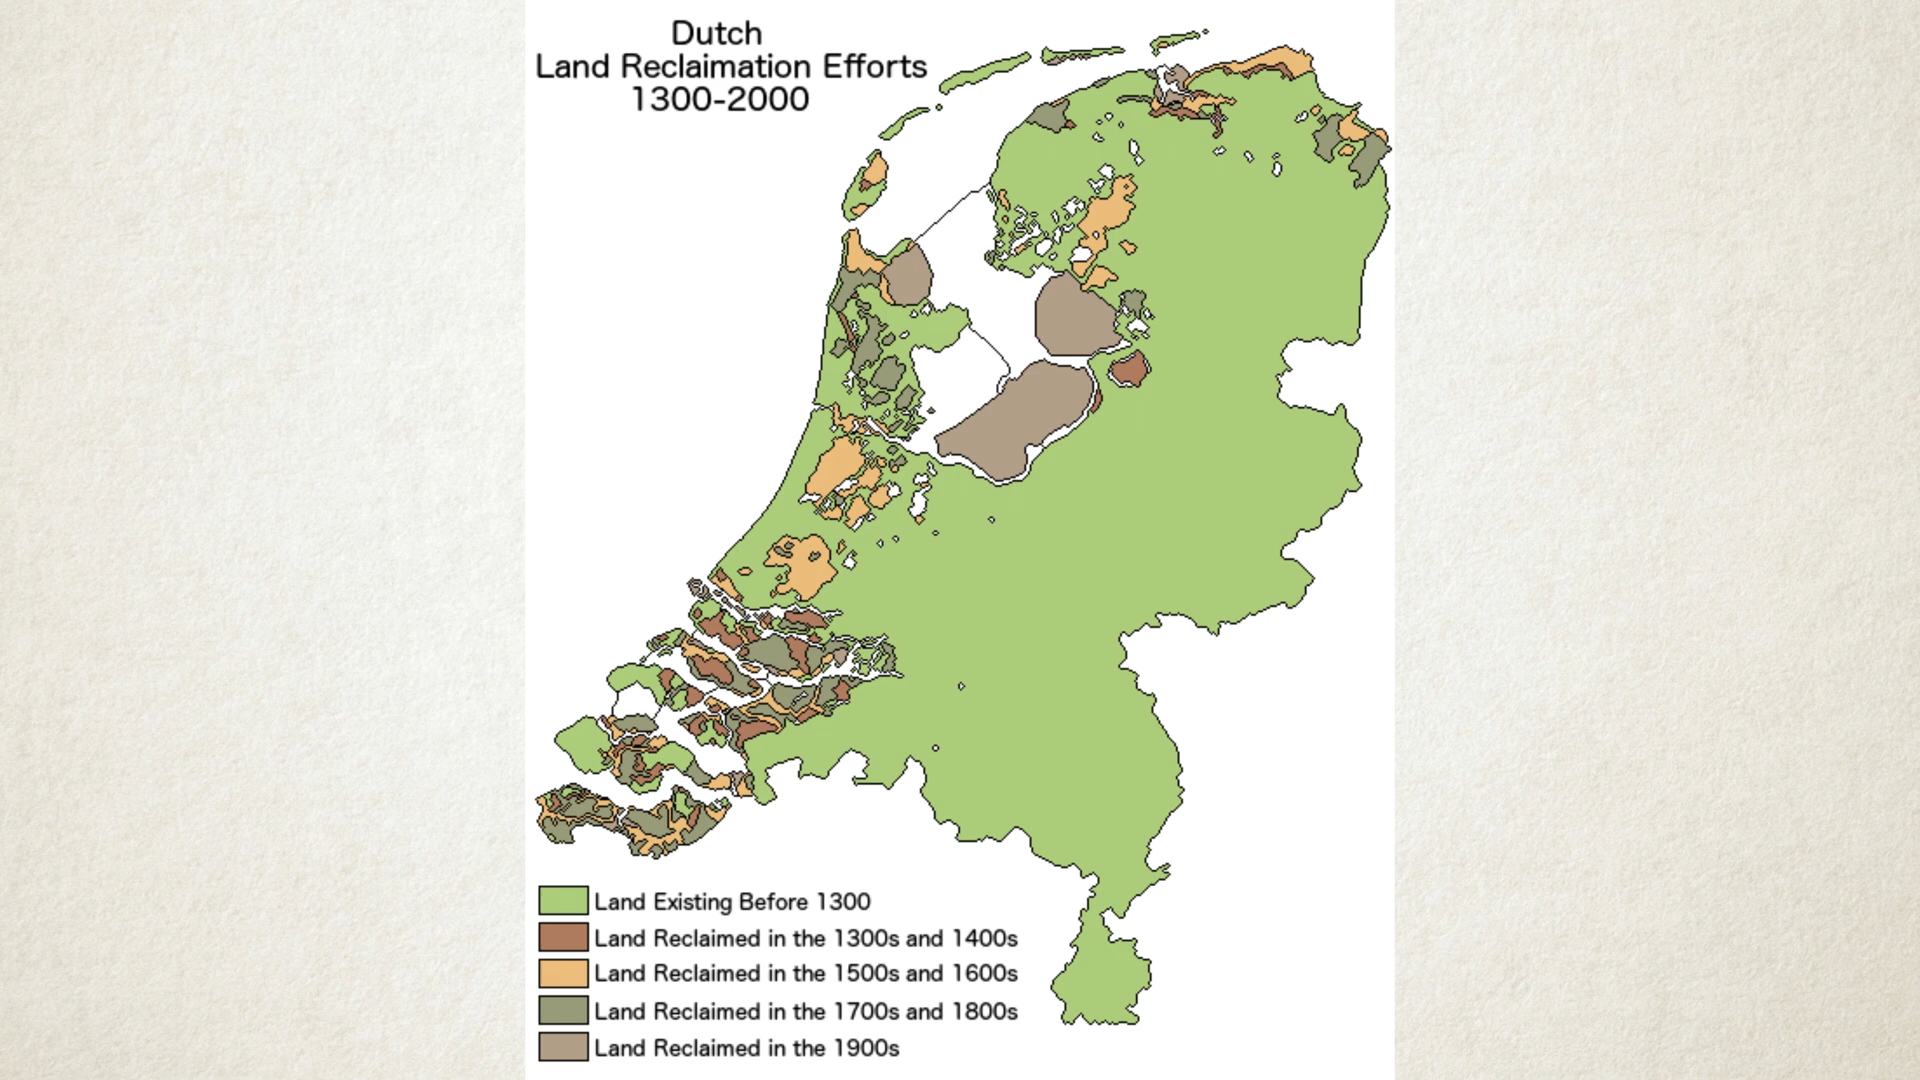 Dutch
Land Reclaimation Efforts
1300-2000
Land Existing Before 1300
Land Reclaimed in the 1300s and 1400s
Land Reclaimed in the 1500s and 1600s
Land Reclaimed in the 1700s and 1800s
Land Reclaimed in the 1900s